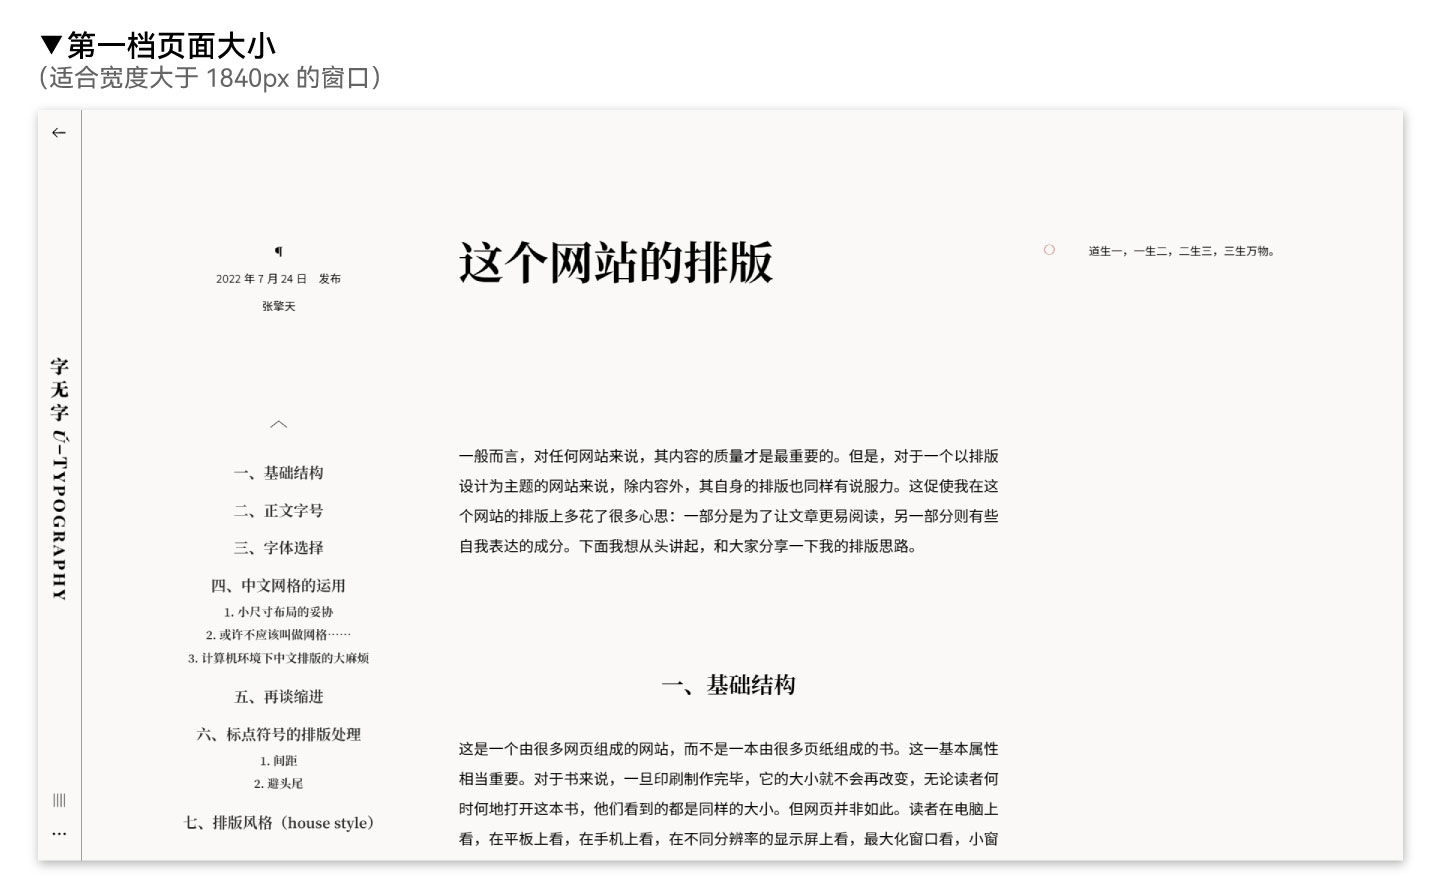 ▼第一档页面大小
（适合宽度大于 1840px 的窗口）
←
字无字 Ú–TYPOGRAPHY
¶
2022 年 7 月 24 日　发布
张擎天
一、基础结构
二、正文字号
三、字体选择
四、中文网格的运用
1. 小尺寸布局的妥协
2. 或许不应该叫做网格……
3. 计算机环境下中文排版的大麻烦
五、再谈缩进
六、标点符号的排版处理
1. 间距
2. 避头尾
七、排版风格（house style）
这个网站的排版
一般而言，对任何网站来说，其内容的质量才是最重要的。但是，对于一个以排版
设计为主题的网站来说，除内容外，其自身的排版也同样有说服力。这促使我在这
个网站的排版上多花了很多心思：一部分是为了让文章更易阅读，另一部分则有些
自我表达的成分。下面我想从头讲起，和大家分享一下我的排版思路。
一、基础结构
这是一个由很多网页组成的网站，而不是一本由很多页纸组成的书。这一基本属性
相当重要。对于书来说，一旦印刷制作完毕，它的大小就不会再改变，无论读者何
时何地打开这本书，他们看到的都是同样的大小。但网页并非如此。读者在电脑上
看，在平板上看，在手机上看，在不同分辨率的显示屏上看，最大化窗口看，小窗
道生一，一生二，二生三，三生万物。